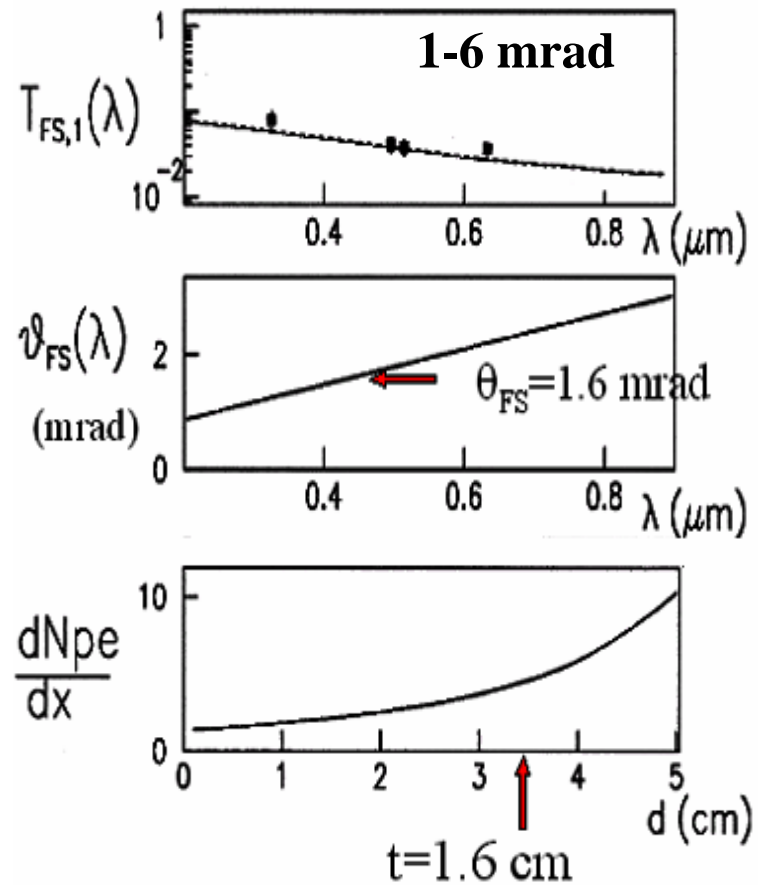 1
1-6 mrad
T_FS,1(λ)
10^-2
0.4 0.6 0.8 λ (μm)
ϑ_FS(λ)
2
θ_FS=1.6 mrad
(mrad)
0
0.4 0.6 0.8
λ (μm)
10
dNpe
dx
0
0 1 2 3 4 5
d (cm)
t=1.6 cm